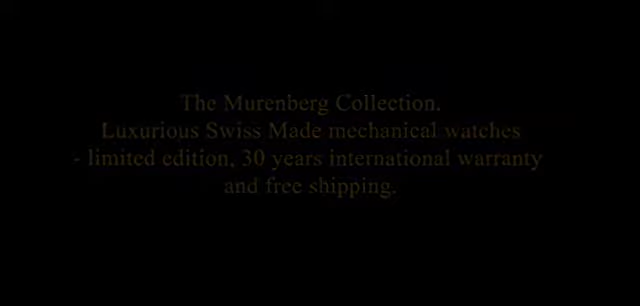 The Murenberg Collection.
Luxurious Swiss Made mechanical watches
- limited edition, 30 years international warranty
and free shipping.